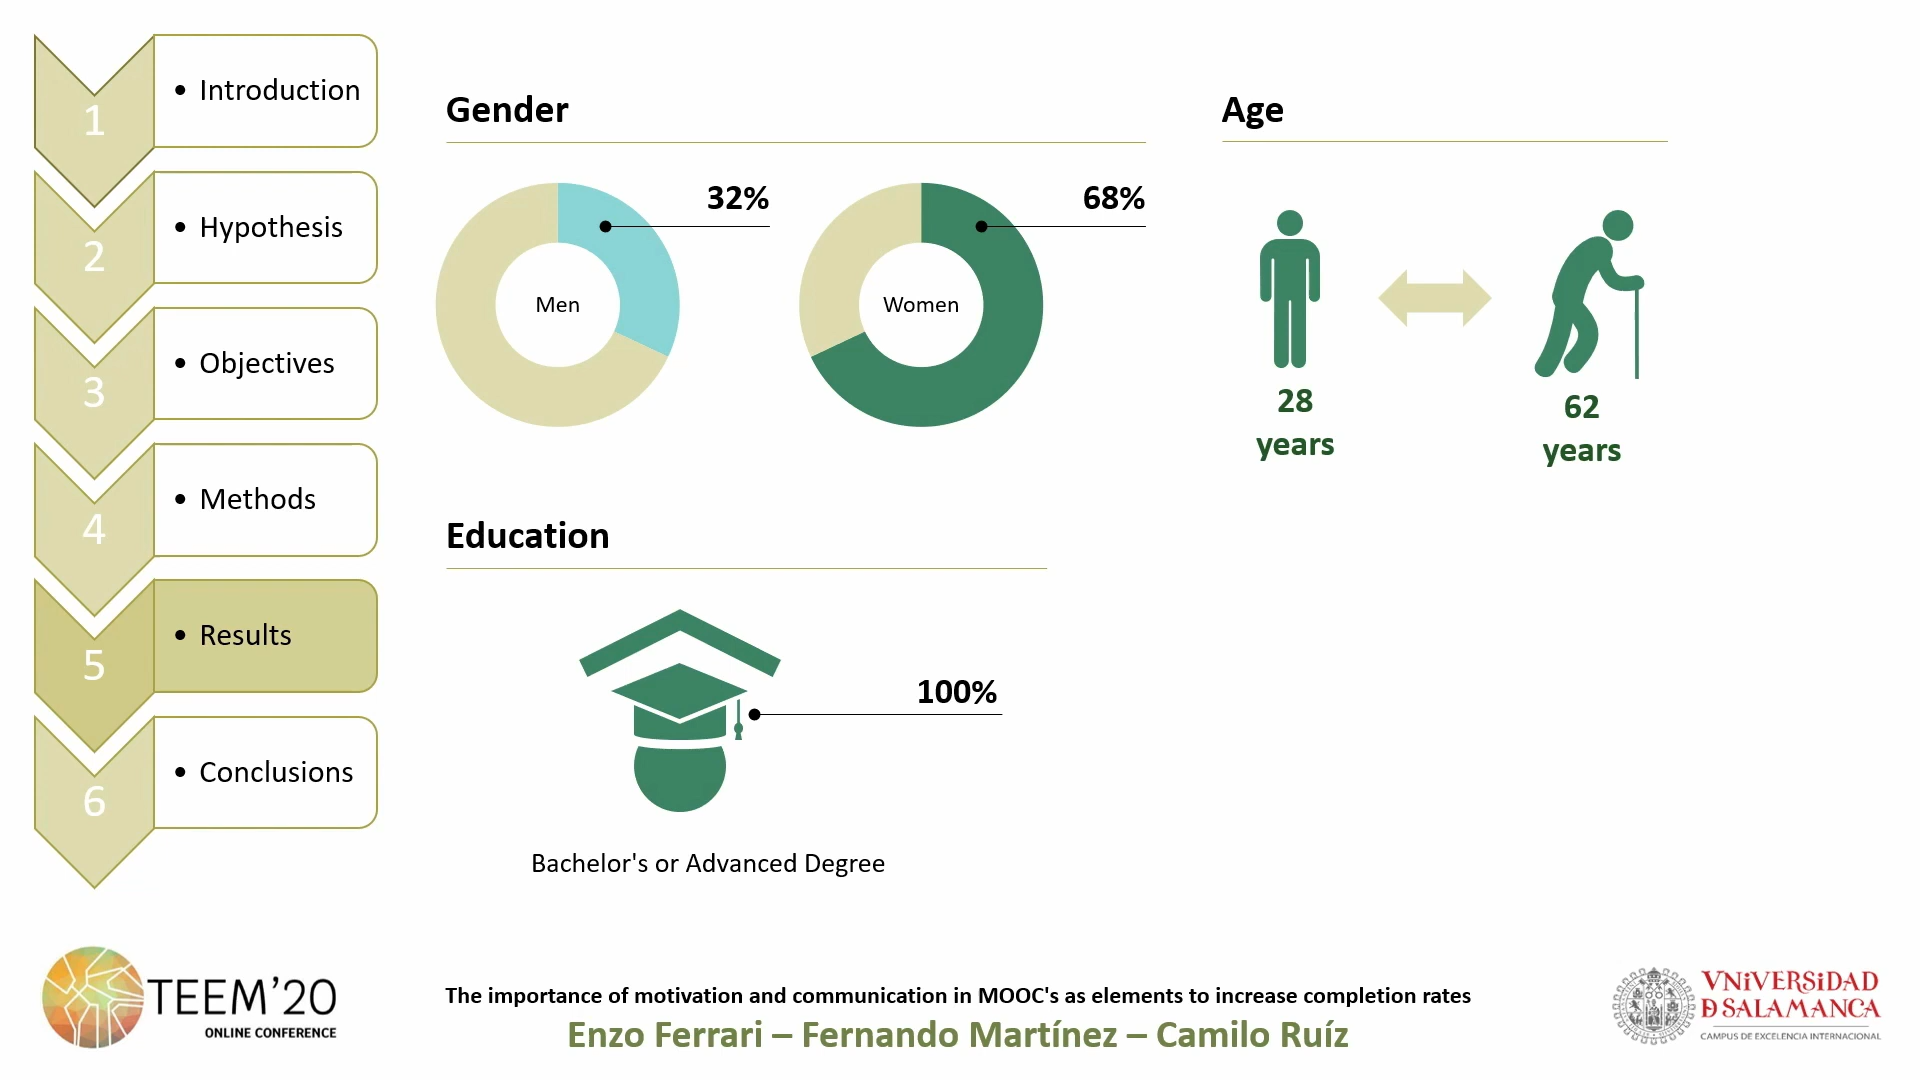 1
• Introduction
2
• Hypothesis
3
• Objectives
4
• Methods
5
• Results
6
• Conclusions
Gender
32%
Men
68%
Women
Age
28
years
62
years
Education
100%
Bachelor's or Advanced Degree
TEEM'20
ONLINE CONFERENCE
The importance of motivation and communication in MOOC's as elements to increase completion rates
Enzo Ferrari – Fernando Martínez – Camilo Ruíz
VNiVERSiDAD
D SALAMANCA
CAMPUS DE EXCELENCIA INTERNACIONAL